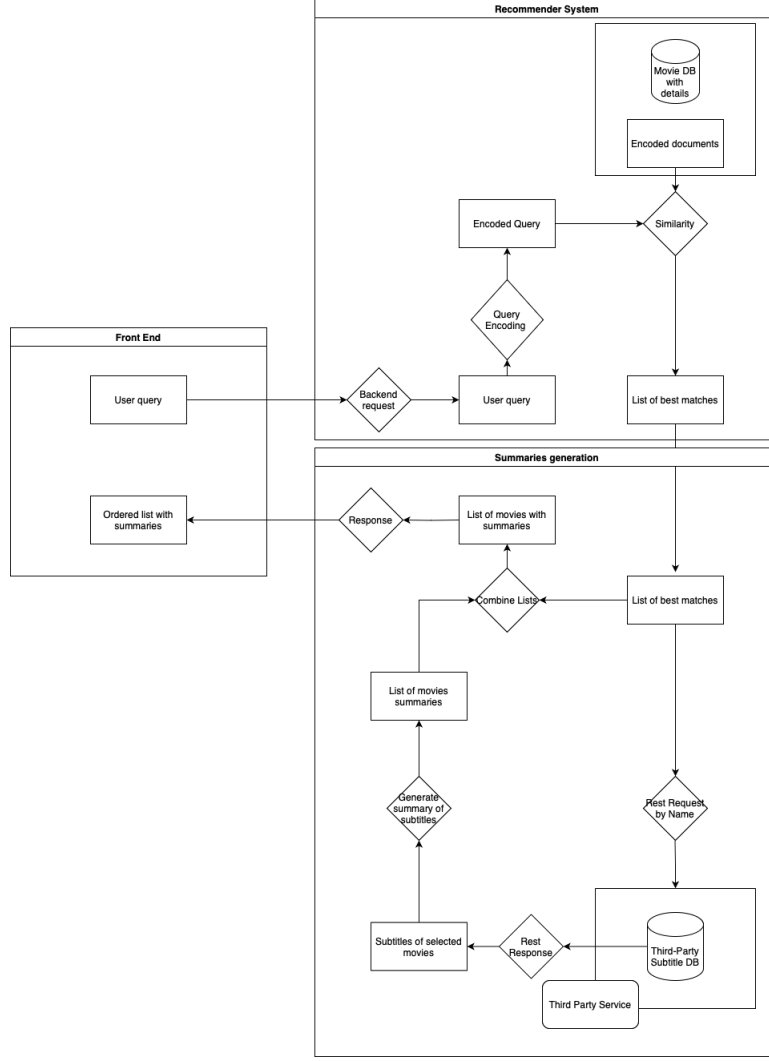 Recommender System
Movie DB
with
details
Encoded documents
Encoded Query
Similarity
Query
Encoding
Front End
User query
Backend
request
User query
List of best matches
Summaries generation
Ordered list with
summaries
Response
List of movies with
summaries
Combine Lists
List of best matches
List of movies
summaries
Generate
summary of
subtitles
Rest Request
by Name
Subtitles of selected
movies
Rest
Response
Third-Party
Subtitle DB
Third Party Service